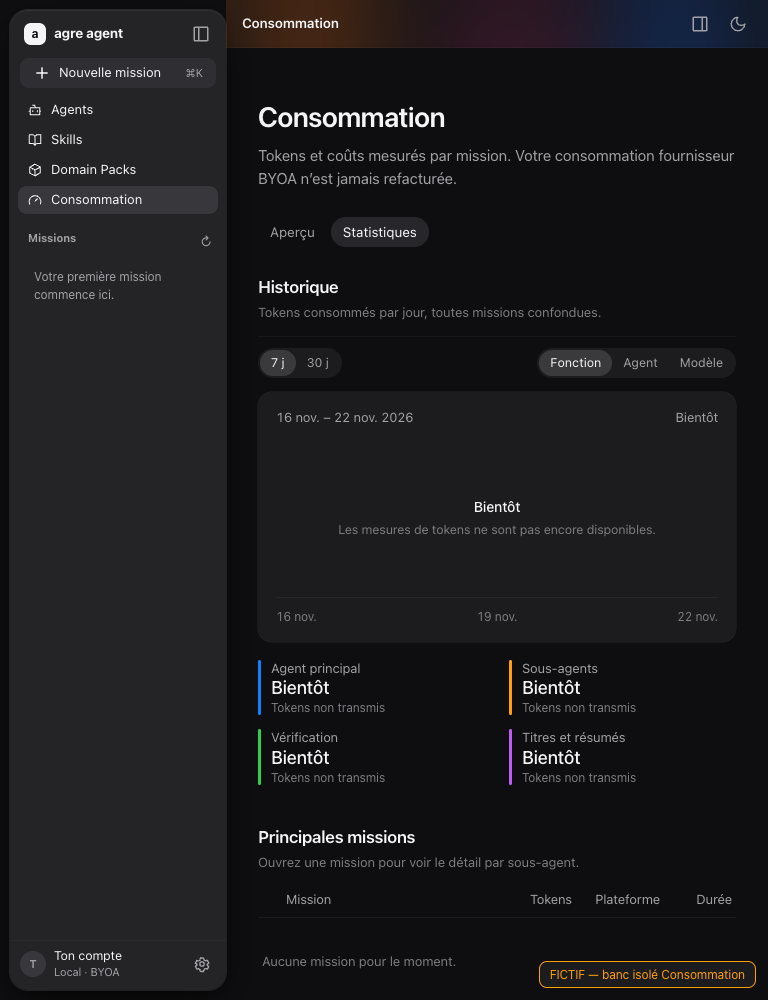 a agre agent
Nouvelle mission ⌘K
Agents
Skills
Domain Packs
Consommation
Missions
Votre première mission
commence ici.
T
Ton compte
Local · BYOA
Consommation
Consommation
Tokens et coûts mesurés par mission. Votre consommation fournisseur
BYOA n’est jamais refacturée.
Aperçu Statistiques
Historique
Tokens consommés par jour, toutes missions confondues.
7 j 30 j Fonction Agent Modèle
16 nov. – 22 nov. 2026 Bientôt
Bientôt
Les mesures de tokens ne sont pas encore disponibles.
16 nov. 19 nov. 22 nov.
Agent principal
Bientôt
Tokens non transmis
Sous-agents
Bientôt
Tokens non transmis
Vérification
Bientôt
Tokens non transmis
Titres et résumés
Bientôt
Tokens non transmis
Principales missions
Ouvrez une mission pour voir le détail par sous-agent.
Mission Tokens Plateforme Durée
Aucune mission pour le moment.
FICTIF — banc isolé Consommation